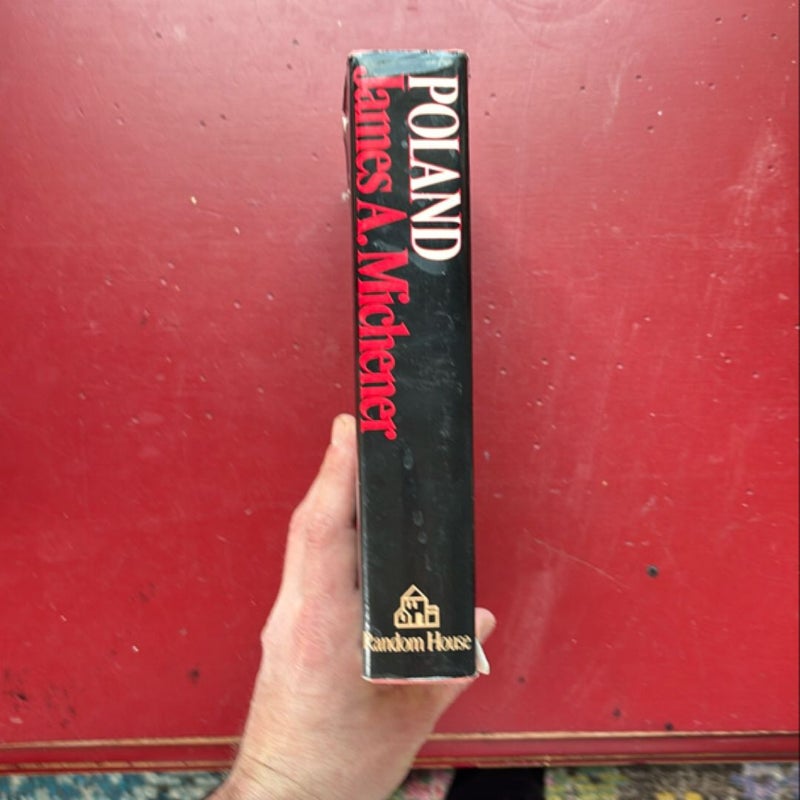 POLAND
James A. Michener
Random House